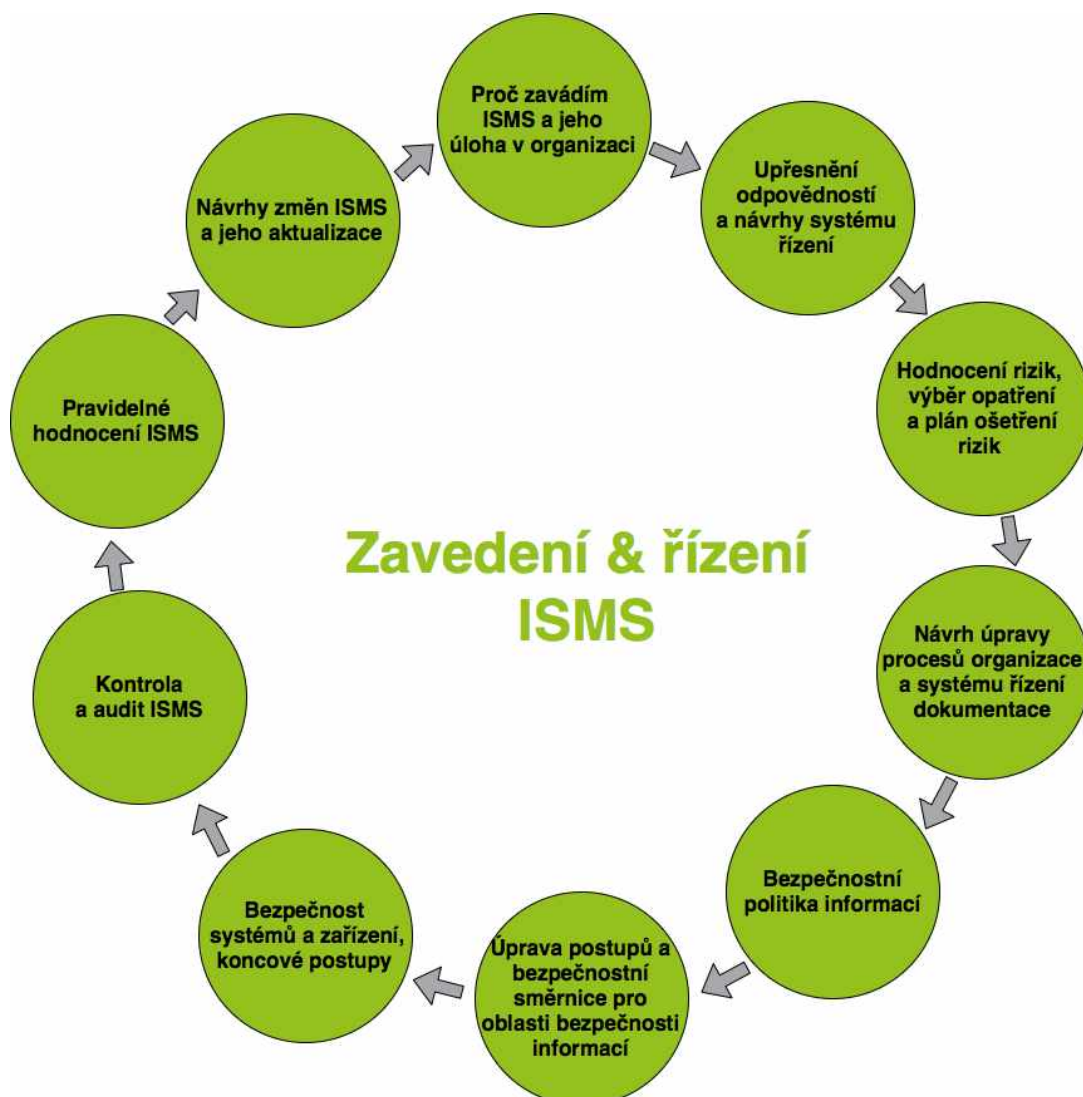 Proč zavádím
ISMS a jeho
úloha v organizaci
Upřesnění
odpovědností
a návrhy systému
řízení
Hodnocení rizik,
výběr opatření
a plán ošetření
rizik
Návrh úpravy
procesů organizace
a systému řízení
dokumentace
Bezpečnostní
politika informací
Úprava postupů a
bezpečnostní
směrnice pro
oblasti bezpečnosti
informací
Bezpečnost
systémů a zařízení,
koncové postupy
Kontrola
a audit ISMS
Pravidelné
hodnocení ISMS
Návrhy změn ISMS
a jeho aktualizace
Zavedení & řízení
ISMS